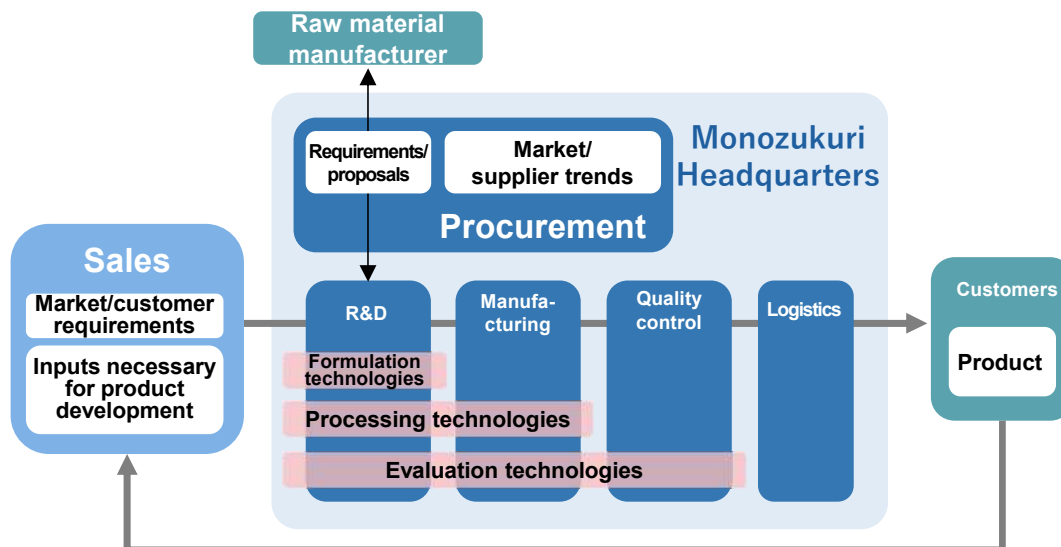 Raw material
manufacturer
Requirements/
proposals
Market/
supplier trends
Monozukuri
Headquarters
Procurement
Sales
Market/customer
requirements
Inputs necessary
for product
development
R&D
Manufa-
cturing
Quality
control
Logistics
Customers
Product
Formulation
technologies
Processing technologies
Evaluation technologies